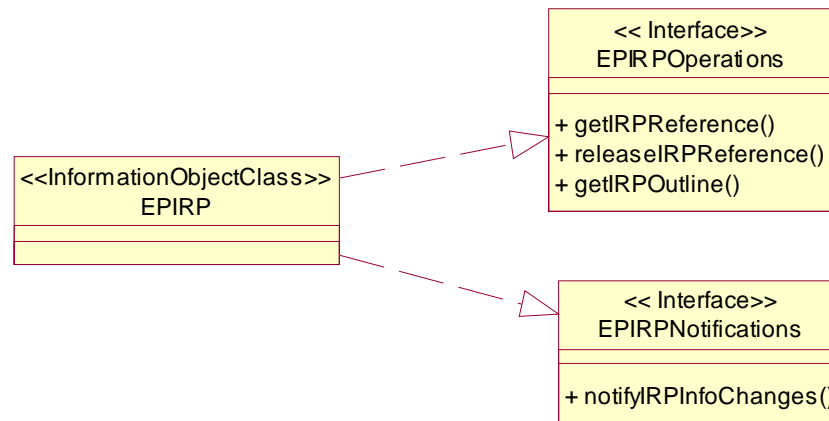 << Interface>>
EPIRPOperations
+ getIRPReference()
+ releaseIRPReference()
+ getIRPOutline()
<<InformationObjectClass>>
EPIRP
<< Interface>>
EPIRPNotifications
+ notifyIRPInfoChanges()